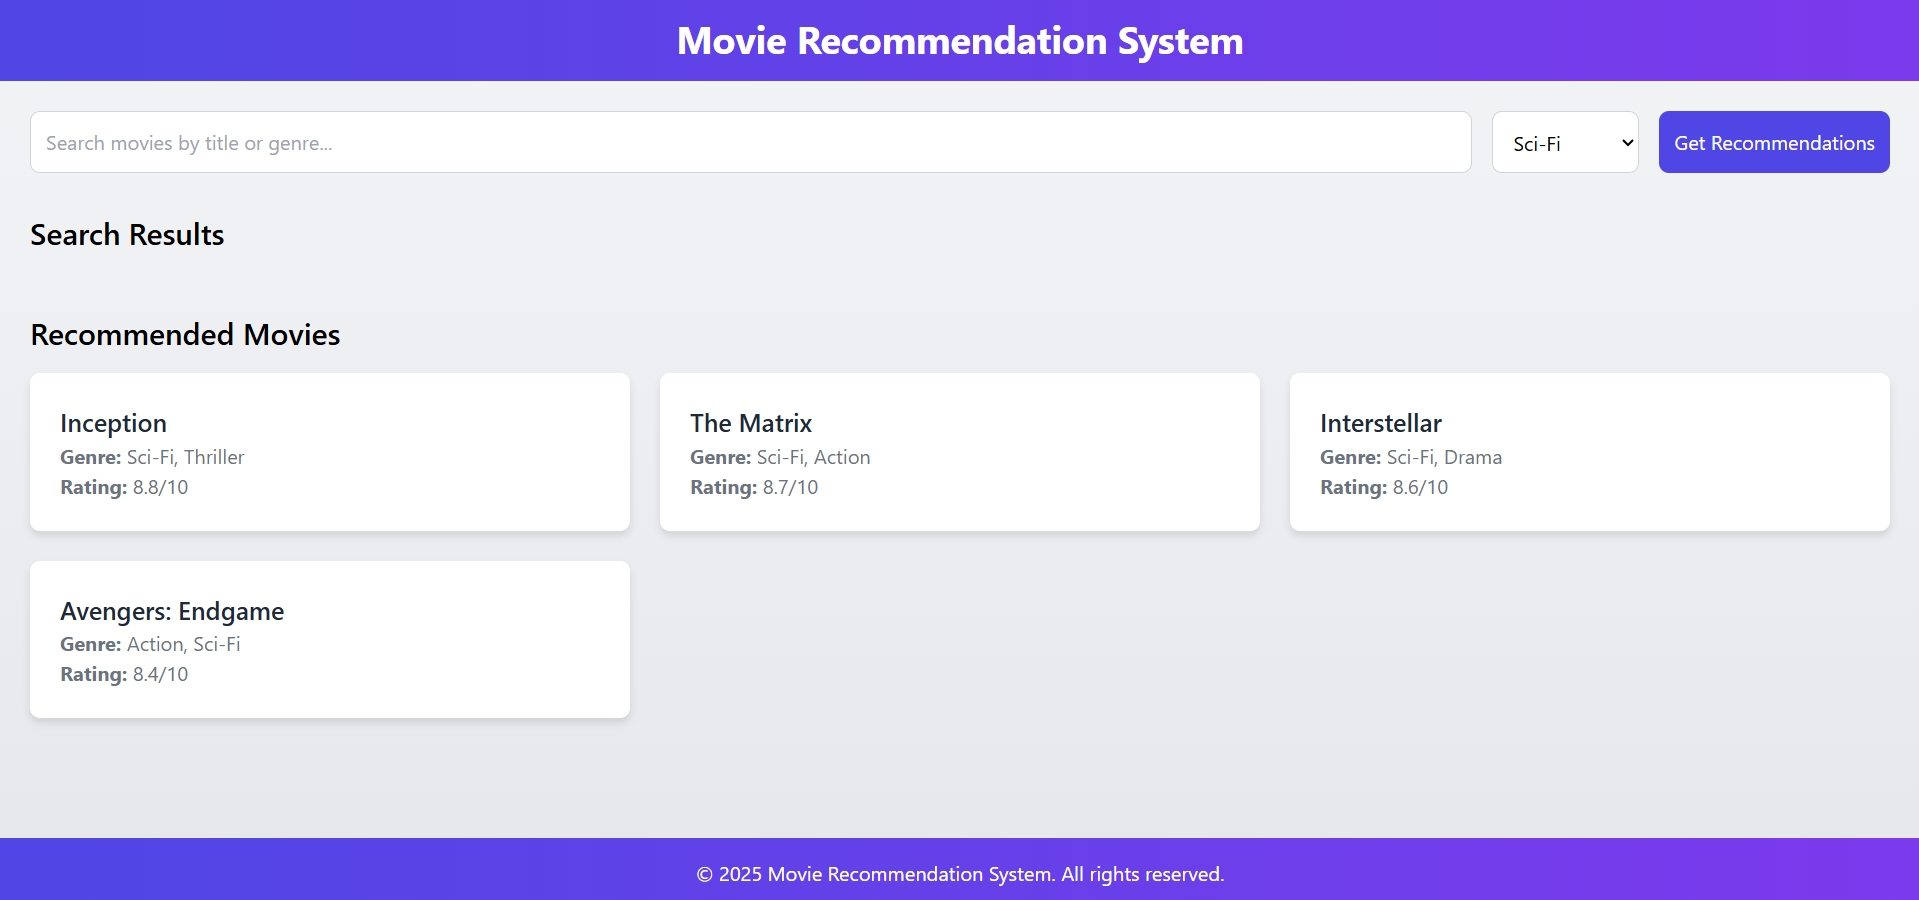 Movie Recommendation System
Search movies by title or genre...
Sci-Fi
Get Recommendations
Search Results
Recommended Movies
Inception
Genre: Sci-Fi, Thriller
Rating: 8.8/10
The Matrix
Genre: Sci-Fi, Action
Rating: 8.7/10
Interstellar
Genre: Sci-Fi, Drama
Rating: 8.6/10
Avengers: Endgame
Genre: Action, Sci-Fi
Rating: 8.4/10
© 2025 Movie Recommendation System. All rights reserved.